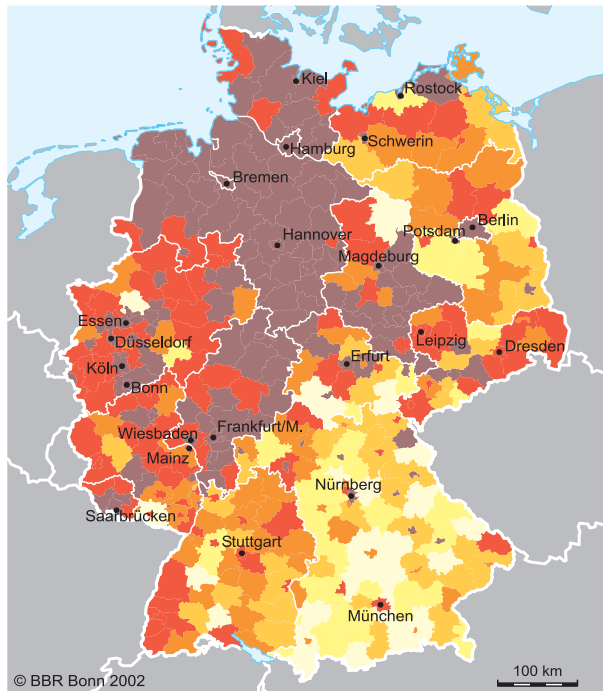 Kiel
Rostock
Hamburg
Schwerin
Bremen
Berlin
Potsdam
Hannover
Magdeburg
Essen
Düsseldorf
Leipzig
Dresden
Köln
Erfurt
Bonn
Wiesbaden
Frankfurt/M.
Mainz
Nürnberg
Saarbrücken
Stuttgart
München
© BBR Bonn 2002
100 km